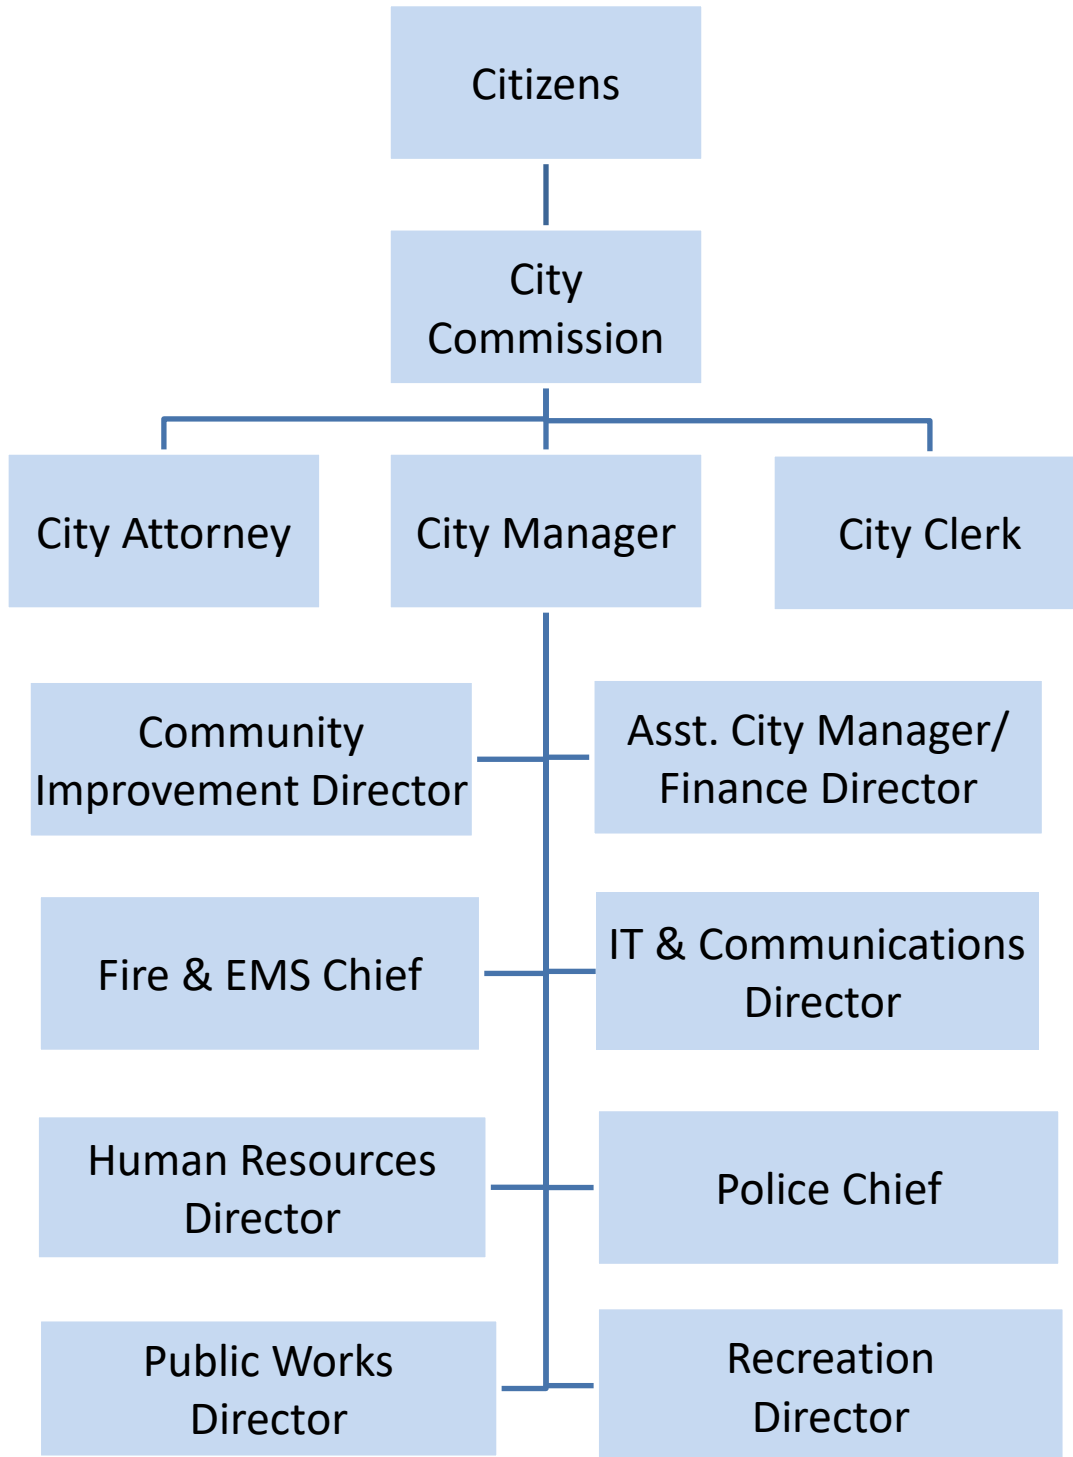 Citizens
City
Commission
City Attorney
City Manager
City Clerk
Community
Improvement Director
Asst. City Manager/
Finance Director
Fire & EMS Chief
IT & Communications
Director
Human Resources
Director
Police Chief
Public Works
Director
Recreation
Director